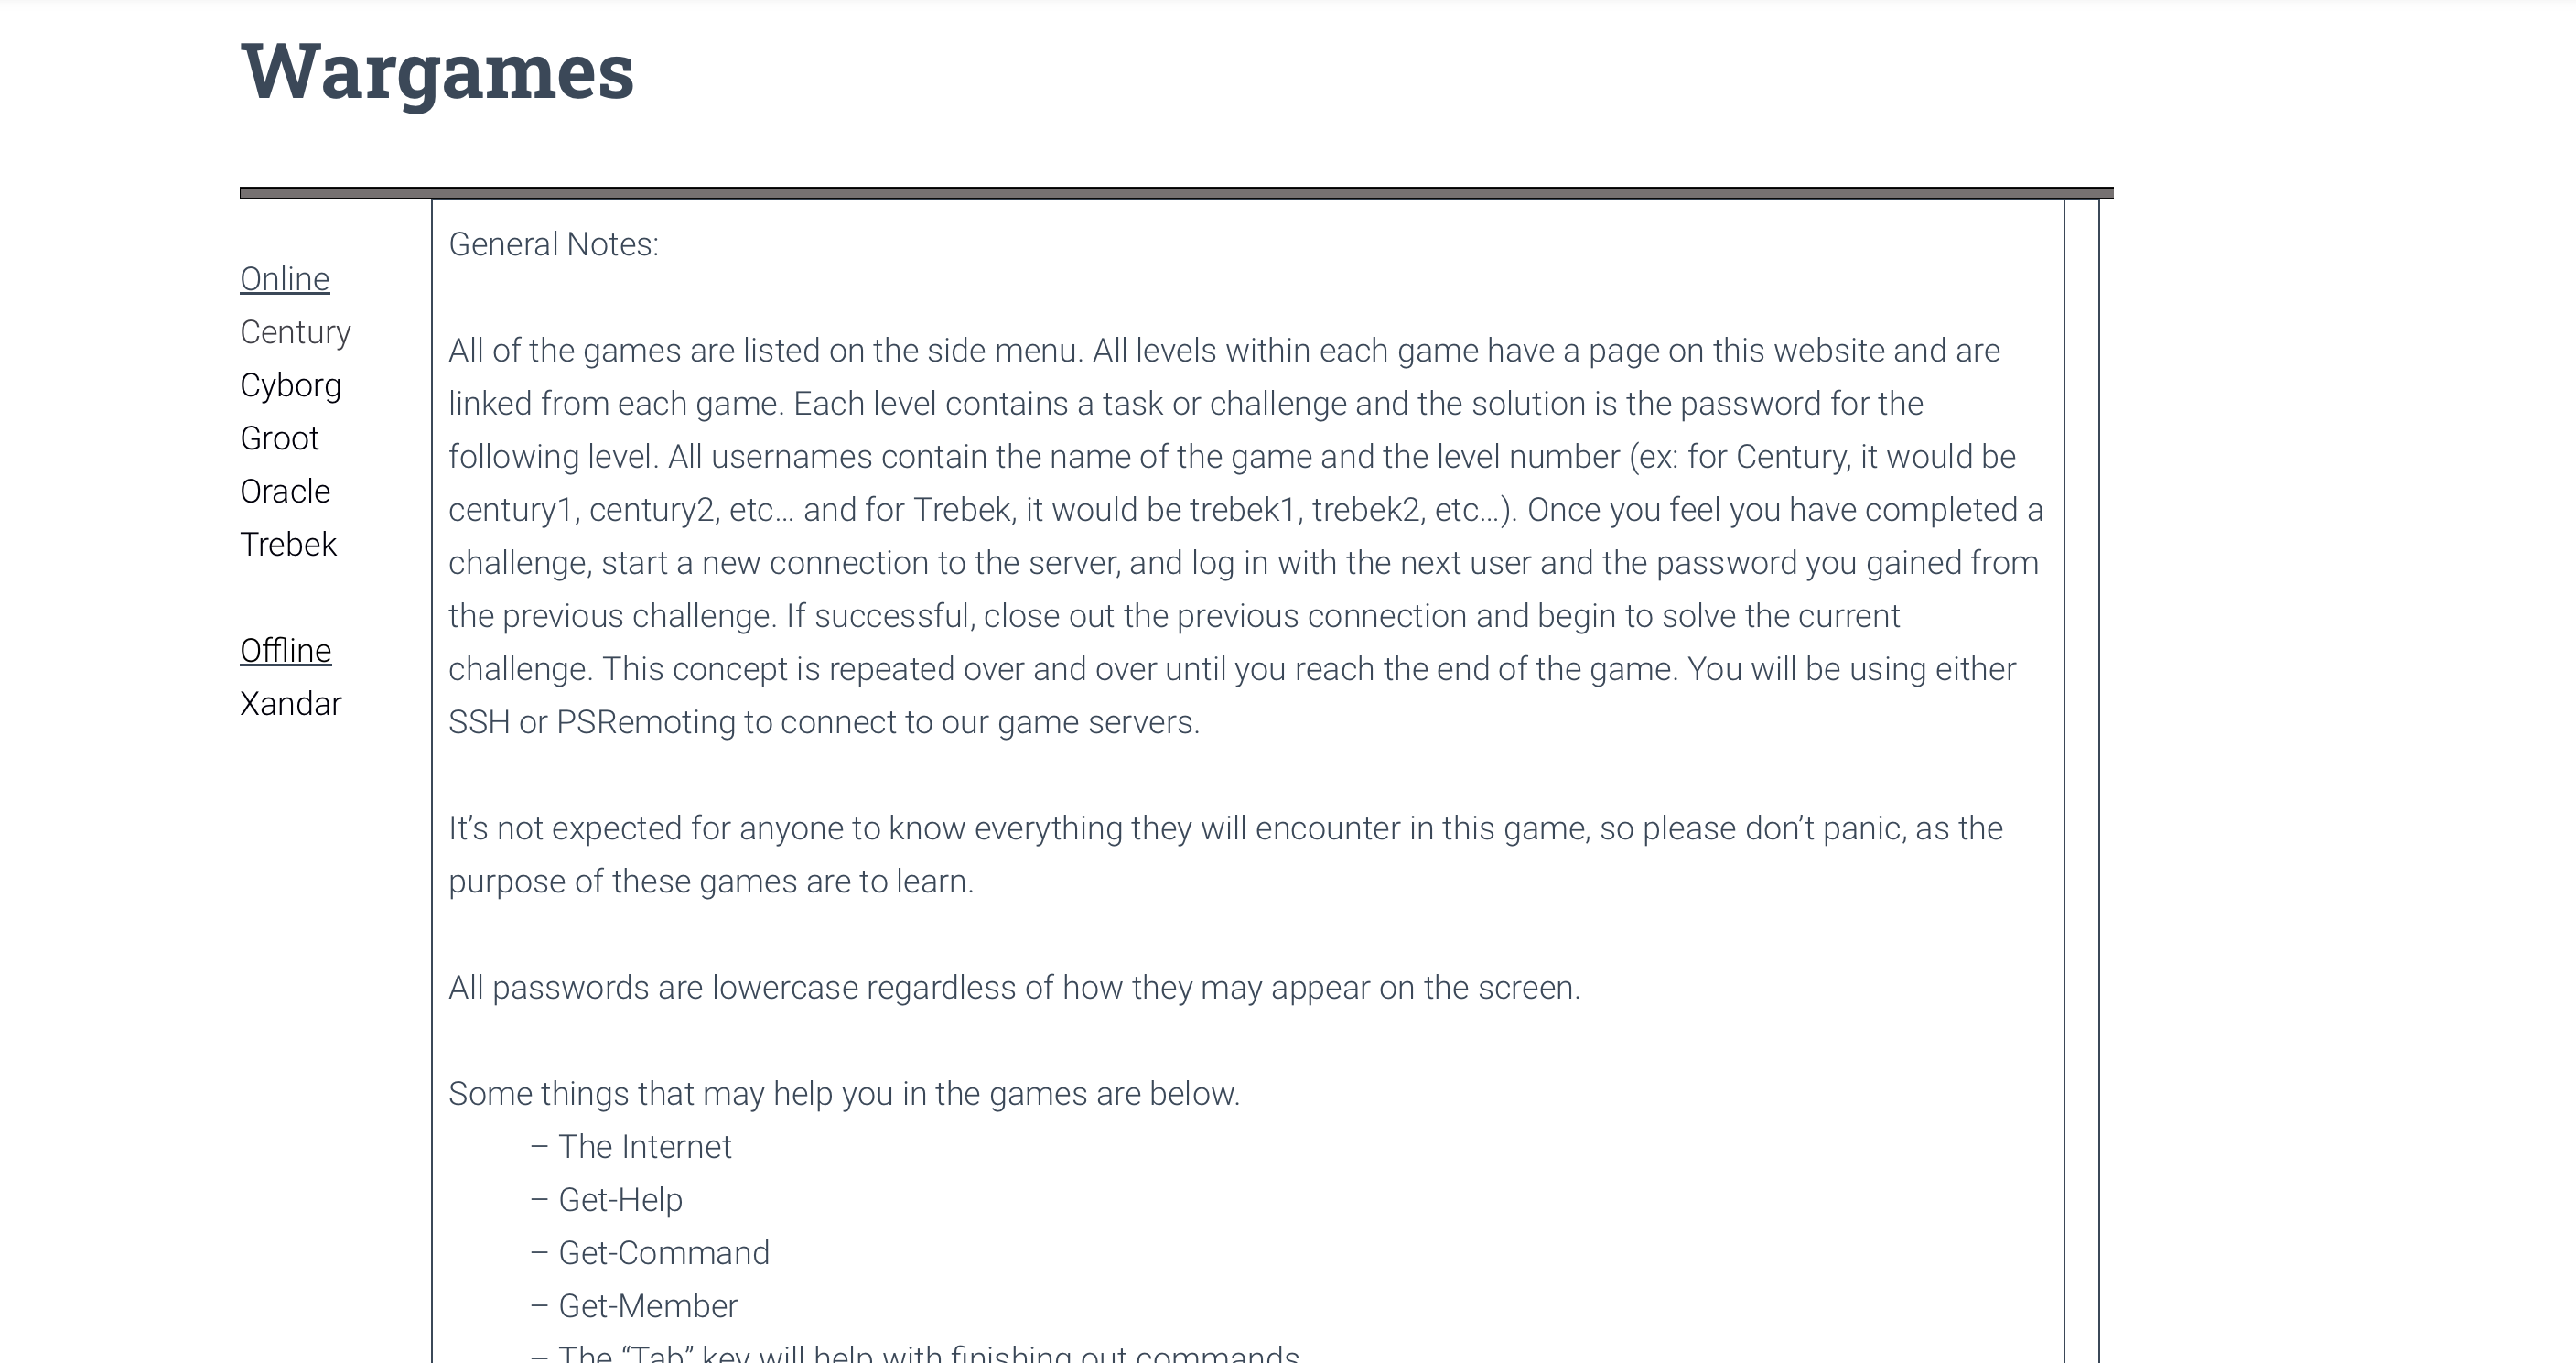 Wargames
Online
Century
Cyborg
Groot
Oracle
Trebek
Offline
Xandar
General Notes:
All of the games are listed on the side menu. All levels within each game have a page on this website and are
linked from each game. Each level contains a task or challenge and the solution is the password for the
following level. All usernames contain the name of the game and the level number (ex: for Century, it would be
century1, century2, etc… and for Trebek, it would be trebek1, trebek2, etc…). Once you feel you have completed a
challenge, start a new connection to the server, and log in with the next user and the password you gained from
the previous challenge. If successful, close out the previous connection and begin to solve the current
challenge. This concept is repeated over and over until you reach the end of the game. You will be using either
SSH or PSRemoting to connect to our game servers.
It’s not expected for anyone to know everything they will encounter in this game, so please don’t panic, as the
purpose of these games are to learn.
All passwords are lowercase regardless of how they may appear on the screen.
Some things that may help you in the games are below.
– The Internet
– Get-Help
– Get-Command
– Get-Member
– The “Tab” key will help with finishing out commands